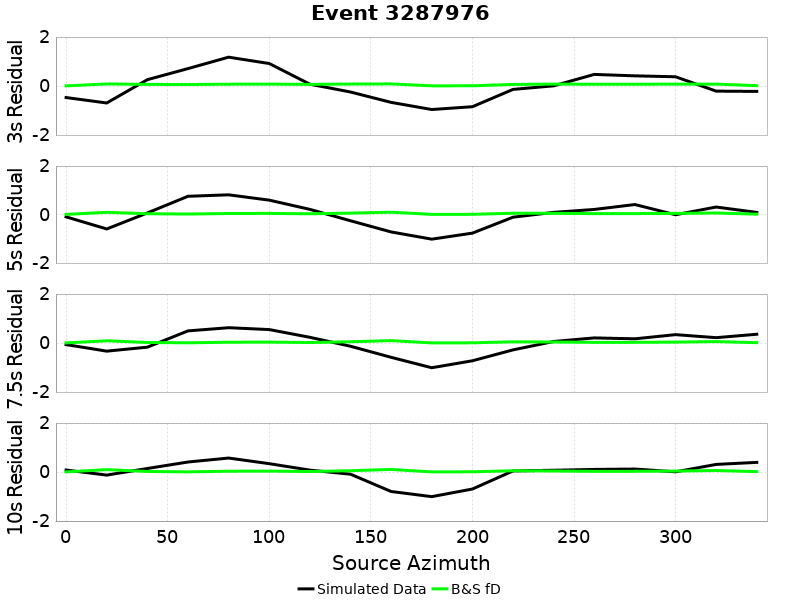 Event 3287976
3s Residual
2
0
-2
5s Residual
2
0
-2
7.5s Residual
2
0
-2
10s Residual
2
0
-2
0 50 100 150 200 250 300
Source Azimuth
Simulated Data B&S fD